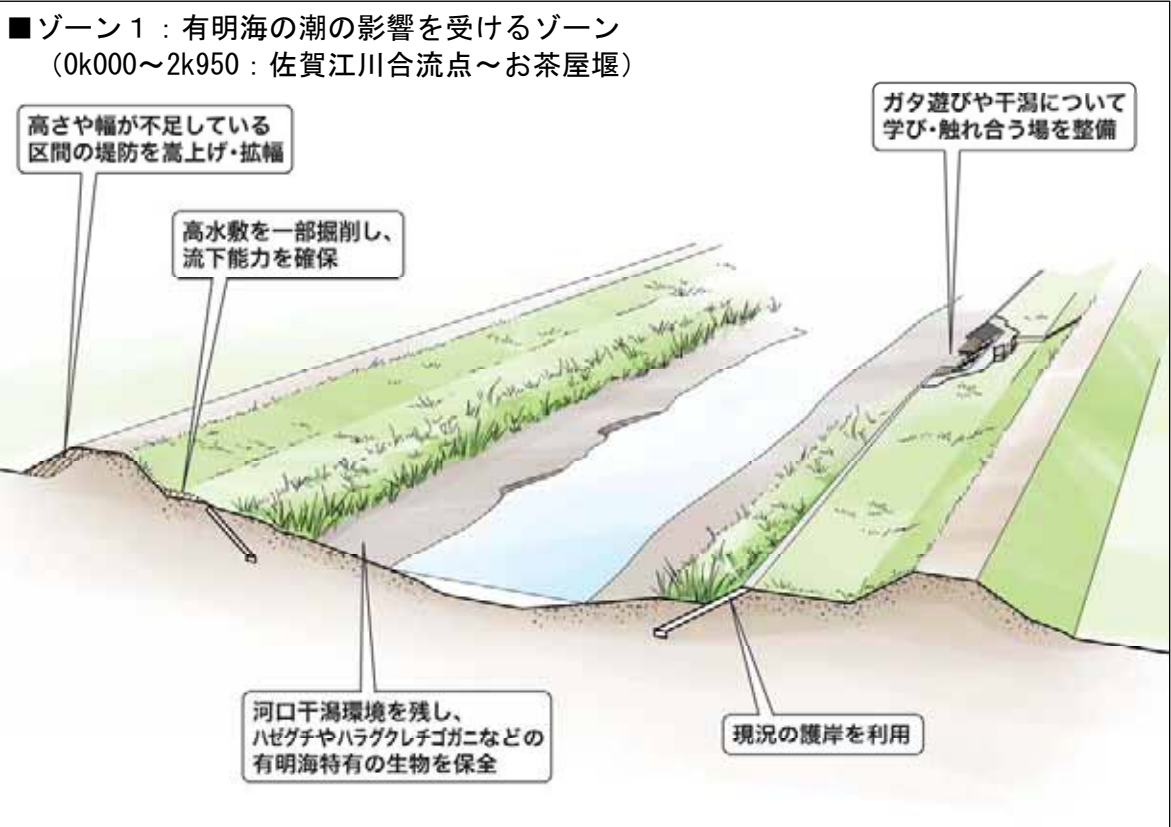 ■ゾーン１：有明海の潮の影響を受けるゾーン
（0k000～2k950：佐賀江川合流点～お茶屋堰）
高さや幅が不足している
区間の堤防を嵩上げ・拡幅
ガタ遊びや干潟について
学び・触れ合う場を整備
高水敷を一部掘削し、
流下能力を確保
河口干潟環境を残し、
ハゼグチやハラグクレチゴガニなどの
有明海特有の生物を保全
現況の護岸を利用